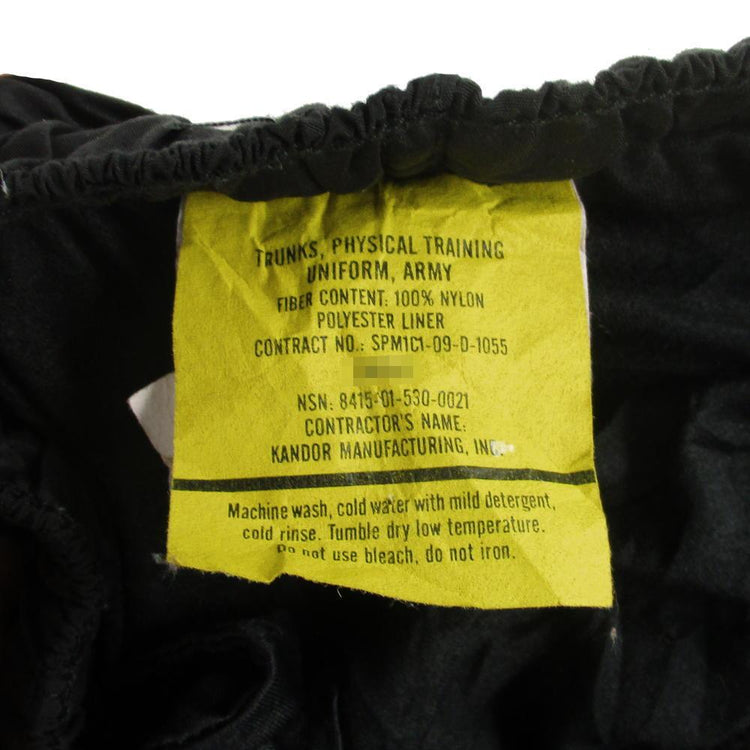 TRUNKS, PHYSICAL TRAINING
UNIFORM, ARMY
FIBER CONTENT: 100% NYLON
POLYESTER LINER
CONTRACT NO.: SPM1C1-09-D-1055
NSN: 8415-01-530-0021
CONTRACTOR'S NAME:
KANDOR MANUFACTURING, INC.
Machine wash, cold water with mild detergent,
cold rinse. Tumble dry low temperature.
Do not use bleach, do not iron.